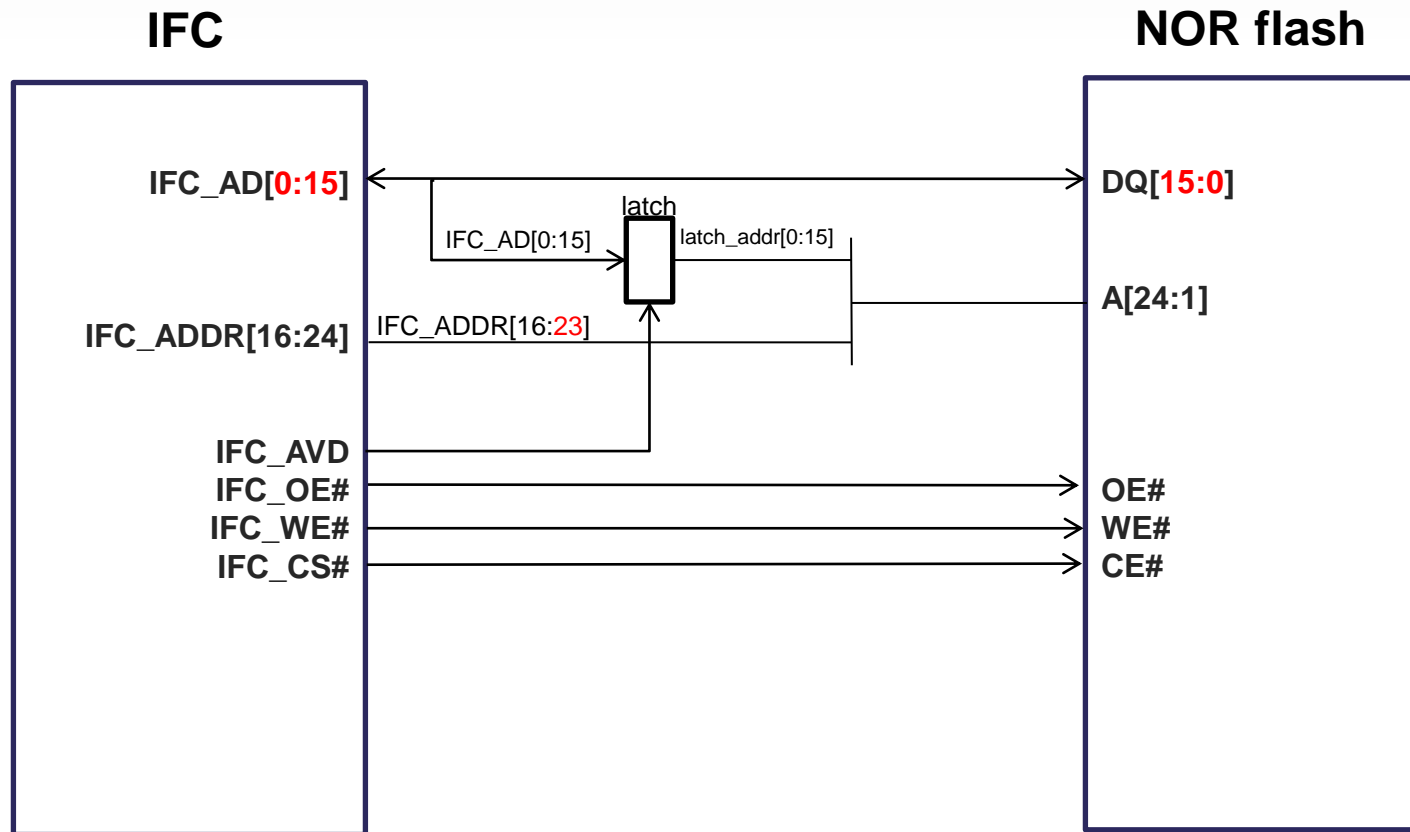 IFC
NOR flash
IFC_AD[0:15]
DQ[15:0]
latch
IFC_AD[0:15]
latch_addr[0:15]
A[24:1]
IFC_ADDR[16:24]
IFC_ADDR[16:23]
IFC_AVD
IFC_OE#
OE#
IFC_WE#
WE#
IFC_CS#
CE#